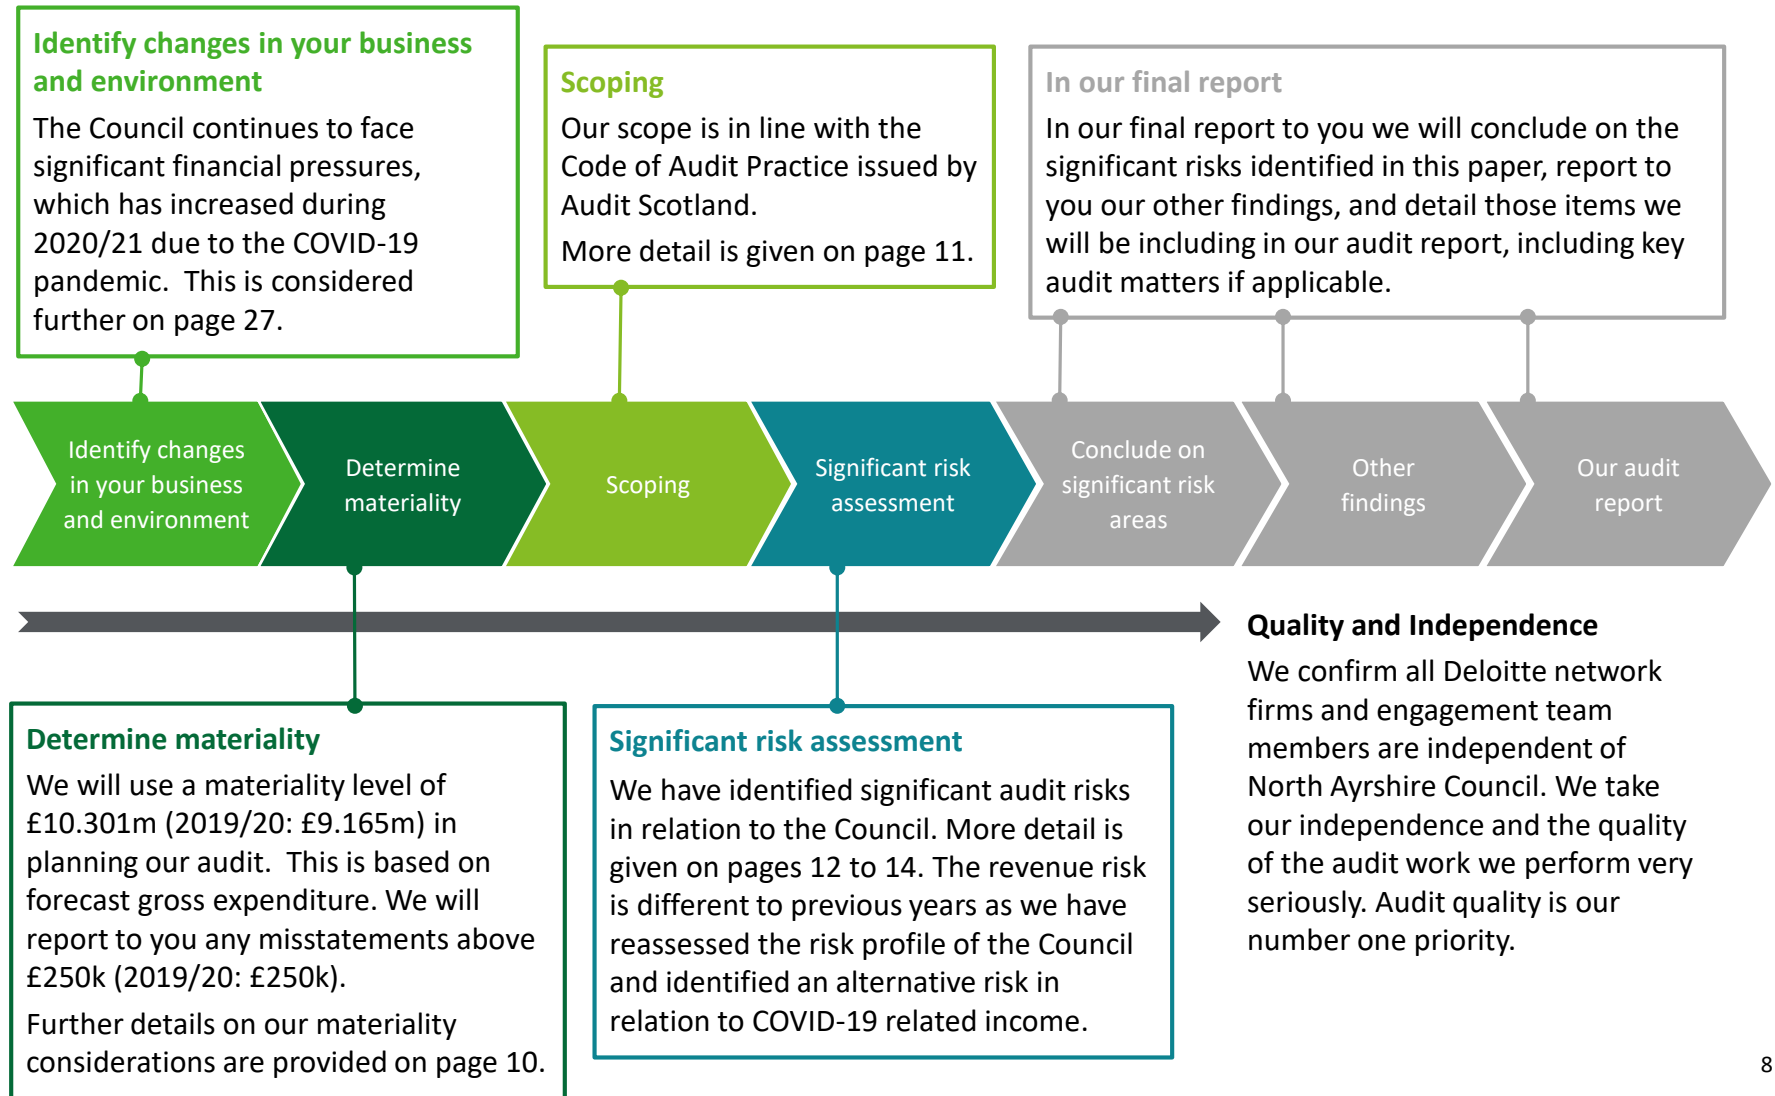 Identify changes in your business
and environment
The Council continues to face
significant financial pressures,
which has increased during
2020/21 due to the COVID-19
pandemic.  This is considered
further on page 27.
Scoping
Our scope is in line with the
Code of Audit Practice issued by
Audit Scotland.
More detail is given on page 11.
In our final report
In our final report to you we will conclude on the
significant risks identified in this paper, report to
you our other findings, and detail those items we
will be including in our audit report, including key
audit matters if applicable.
Identify changes
in your business
and environment
Determine
materiality
Scoping
Significant risk
assessment
Conclude on
significant risk
areas
Other
findings
Our audit
report
Determine materiality
We will use a materiality level of
£10.301m (2019/20: £9.165m) in
planning our audit.  This is based on
forecast gross expenditure. We will
report to you any misstatements above
£250k (2019/20: £250k).
Further details on our materiality
considerations are provided on page 10.
Significant risk assessment
We have identified significant audit risks
in relation to the Council. More detail is
given on pages 12 to 14. The revenue risk
is different to previous years as we have
reassessed the risk profile of the Council
and identified an alternative risk in
relation to COVID-19 related income.
Quality and Independence
We confirm all Deloitte network
firms and engagement team
members are independent of
North Ayrshire Council. We take
our independence and the quality
of the audit work we perform very
seriously. Audit quality is our
number one priority.
8